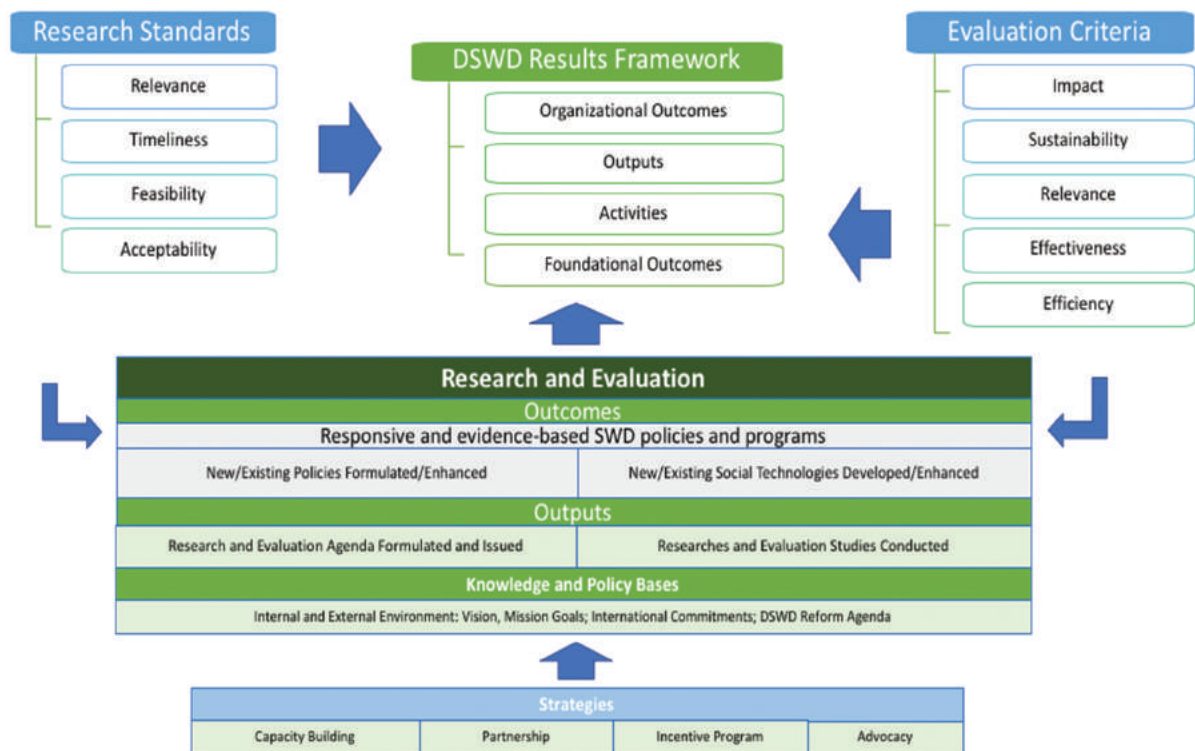 Research Standards
Relevance
Timeliness
Feasibility
Acceptability
DSWD Results Framework
Organizational Outcomes
Outputs
Activities
Foundational Outcomes
Evaluation Criteria
Impact
Sustainability
Relevance
Effectiveness
Efficiency
Research and Evaluation
Outcomes
Responsive and evidence-based SWD policies and programs
New/Existing Policies Formulated/Enhanced
New/Existing Social Technologies Developed/Enhanced
Outputs
Research and Evaluation Agenda Formulated and Issued
Researches and Evaluation Studies Conducted
Knowledge and Policy Bases
Internal and External Environment: Vision, Mission Goals; International Commitments; DSWD Reform Agenda
Strategies
Capacity Building
Partnership
Incentive Program
Advocacy